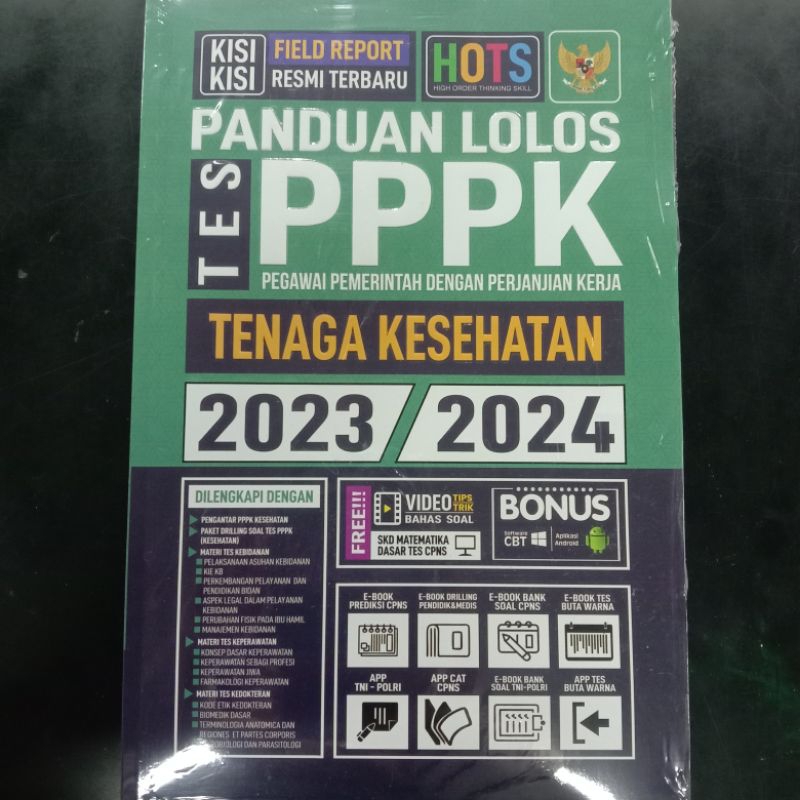 KISI
KISI
FIELD REPORT
RESMI TERBARU
HOTS
HIGH ORDER THINKING SKILL
PANDUAN LOLOS
TES
PPPK
PEGAWAI PEMERINTAH DENGAN PERJANJIAN KERJA
TENAGA KESEHATAN
2023/2024
DILENGKAPI DENGAN
PENGANTAR PPPK KESEHATAN
PAKET DRILLING SOAL TES PPPK
(KESEHATAN)
MATERI TES KEBIDANAN
PELAKSANAAN ASUHAN KEBIDANAN
KIE KB
PERKEMBANGAN PELAYANAN DAN
PENDIDIKAN BIDAN
ASPEK LEGAL DALAM PELAYANAN
KEBIDANAN
PERUBAHAN FISIK PADA IBU HAMIL
MANAJEMEN KEBIDANAN
MATERI TES KEPERAWATAN
KONSEP DASAR KEPERAWATAN
KEPERAWATAN SEBAGI PROFESI
KEPERAWATAN JIWA
FARMAKOLOGI KEPERAWATAN
MATERI TES KEDOKTERAN
KODE ETIK KEDOKTERAN
BIOMEDIK DASAR
TERMINOLOGIA ANATOMICA DAN
REGIONES ET PARTES CORPORIS
PARASITOLOGI
FREE!!!
VIDEO TIPS TRIK
BAHAS SOAL
SKD MATEMATIKA
DASAR TES CPNS
BONUS
Software
CBT
Aplikasi
Android
E-BOOK
PREDIKSI CPNS
E-BOOK DRILLING
PENDIDIK&MEDIS
E-BOOK BANK
SOAL CPNS
E-BOOK TES
BUTA WARNA
APP
TNI - POLRI
APP CAT
CPNS
E-BOOK BANK
SOAL TNI-POLRI
APP TES
BUTA WARNA